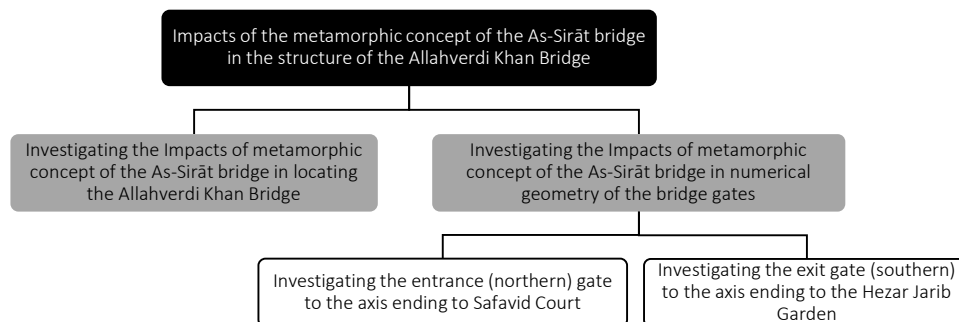 Impacts of the metamorphic concept of the As-Sirāt bridge
in the structure of the Allahverdi Khan Bridge
Investigating the Impacts of metamorphic
concept of the As-Sirāt bridge in locating
the Allahverdi Khan Bridge
Investigating the Impacts of metamorphic
concept of the As-Sirāt bridge in numerical
geometry of the bridge gates
Investigating the entrance (northern) gate
to the axis ending to Safavid Court
Investigating the exit gate (southern)
to the axis ending to the Hezar Jarib
Garden